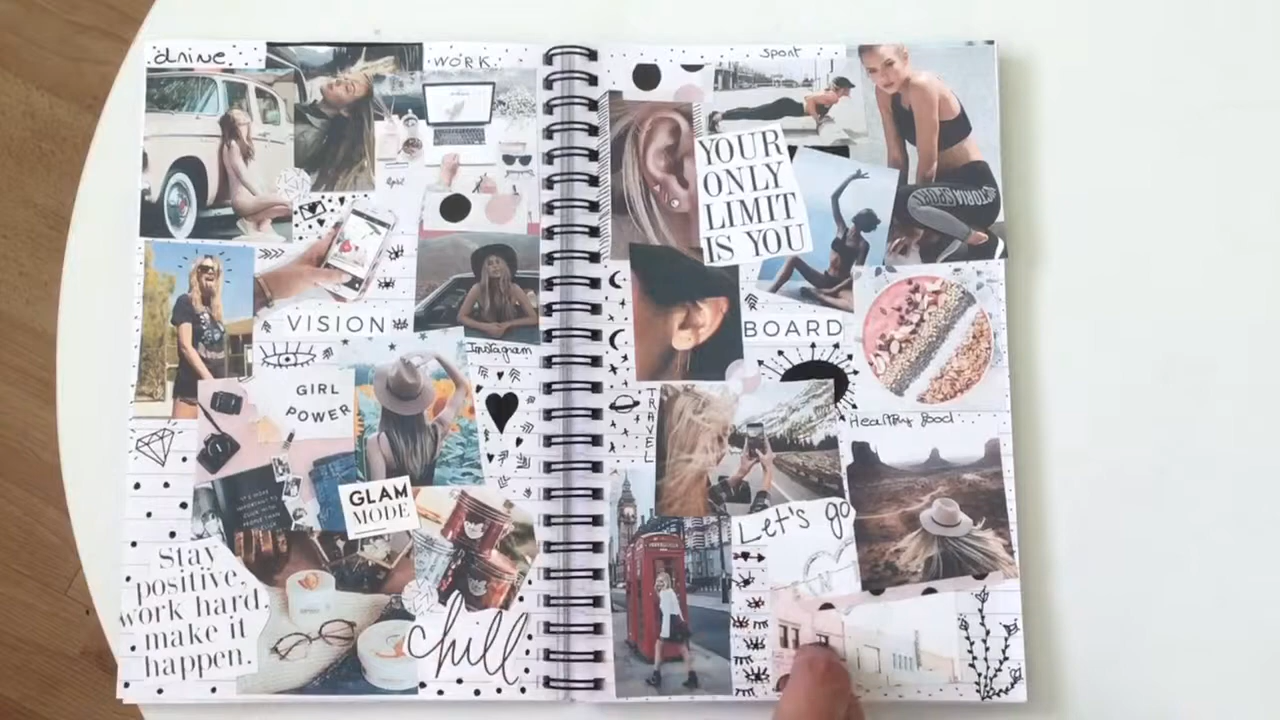 drive
WORK
VISION
Instagram
GIRL
POWER
GLAM
MODE
Stay
positive,
work hard,
make it
happen.
chill
sport
YOUR
ONLY
LIMIT
IS YOU
BOARD
Healthy food
TRAVEL
Let's go